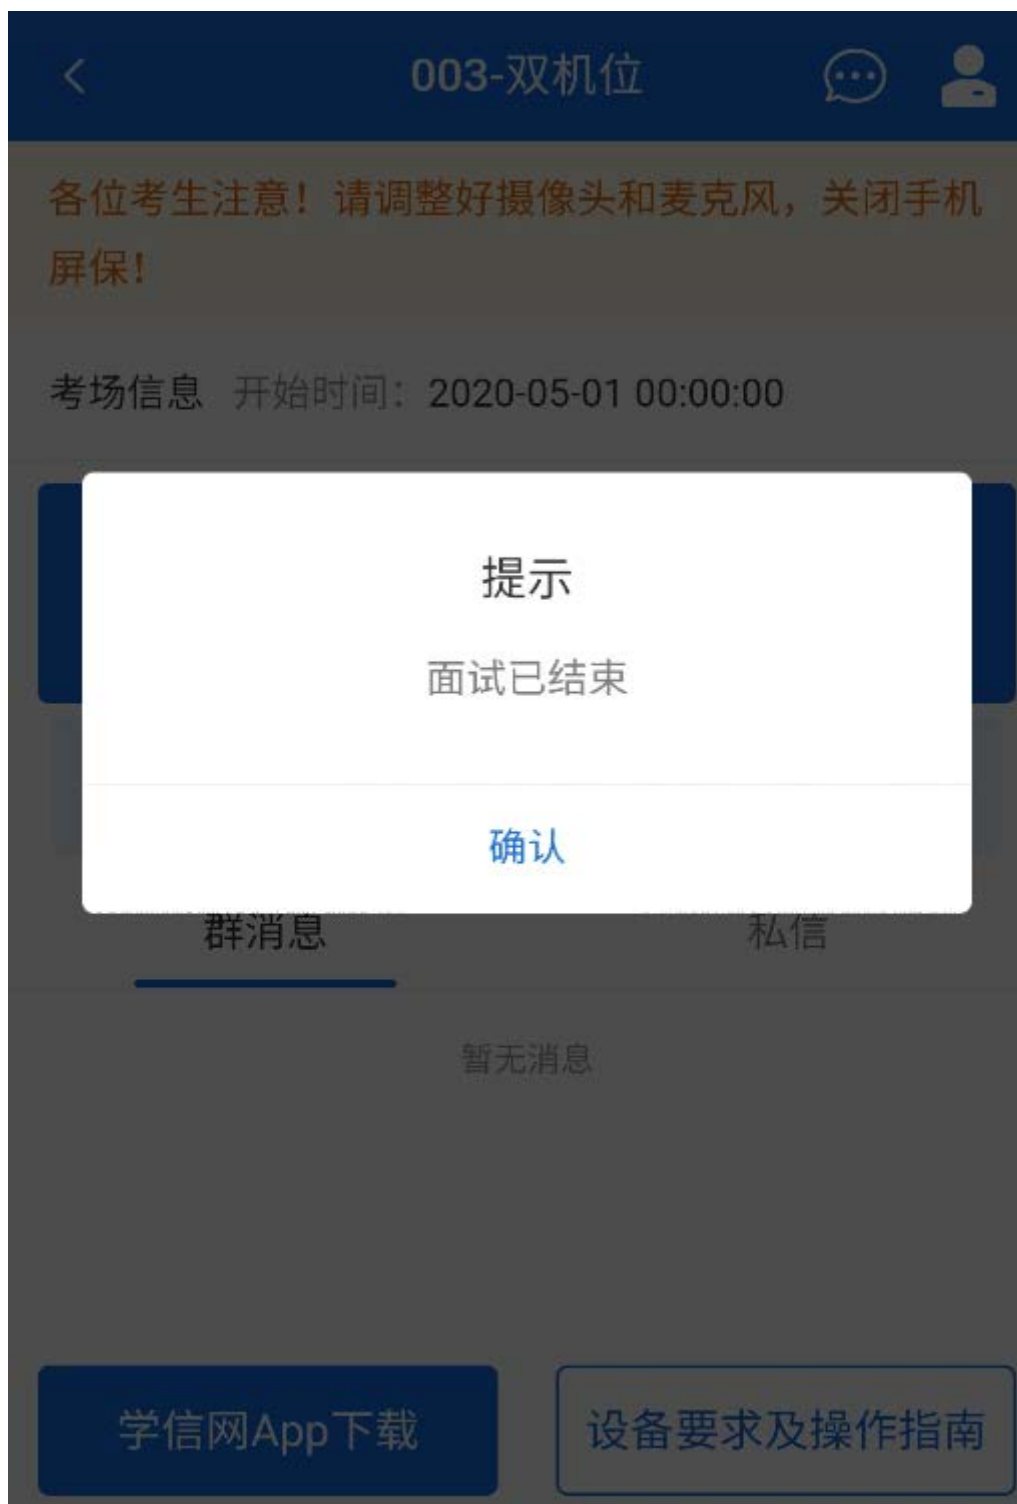 003-双机位
各位考生注意！请调整好摄像头和麦克风，关闭手机
屏保！
考场信息 开始时间：2020-05-01 00:00:00
提示
面试已结束
确认
群消息 私信
暂无消息
学信网App下载 设备要求及操作指南